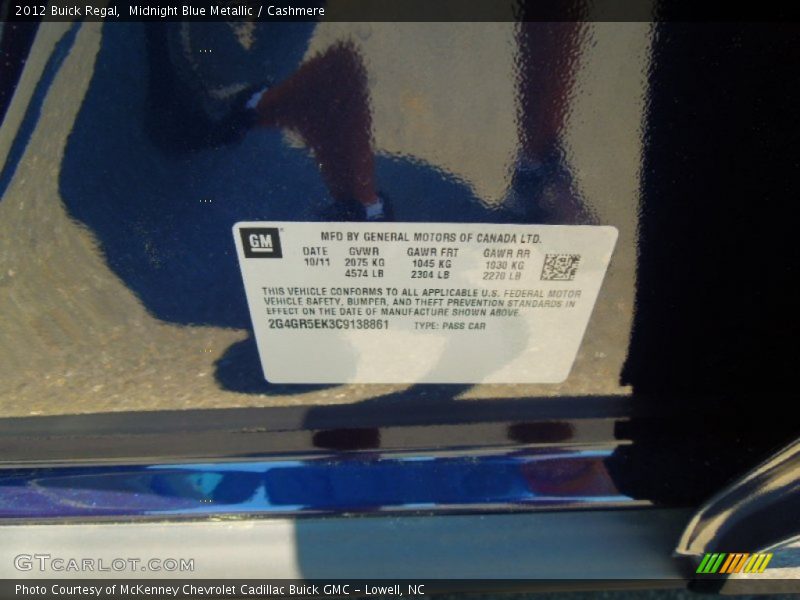 2012 Buick Regal,  Midnight Blue Metallic / Cashmere
GM
MFD BY GENERAL MOTORS OF CANADA LTD.
DATE GVWR GAWR FRT GAWR RR
10/11 2075 KG 1045 KG 1030 KG
4574 LB 2304 LB 2270 LB
THIS VEHICLE CONFORMS TO ALL APPLICABLE U.S. FEDERAL MOTOR
VEHICLE SAFETY, BUMPER, AND THEFT PREVENTION STANDARDS IN
EFFECT ON THE DATE OF MANUFACTURE SHOWN ABOVE.
2G4GR5EK3C9138861 TYPE: PASS CAR
GTCARLOT.COM
Photo Courtesy of McKenney Chevrolet Cadillac Buick GMC - Lowell, NC